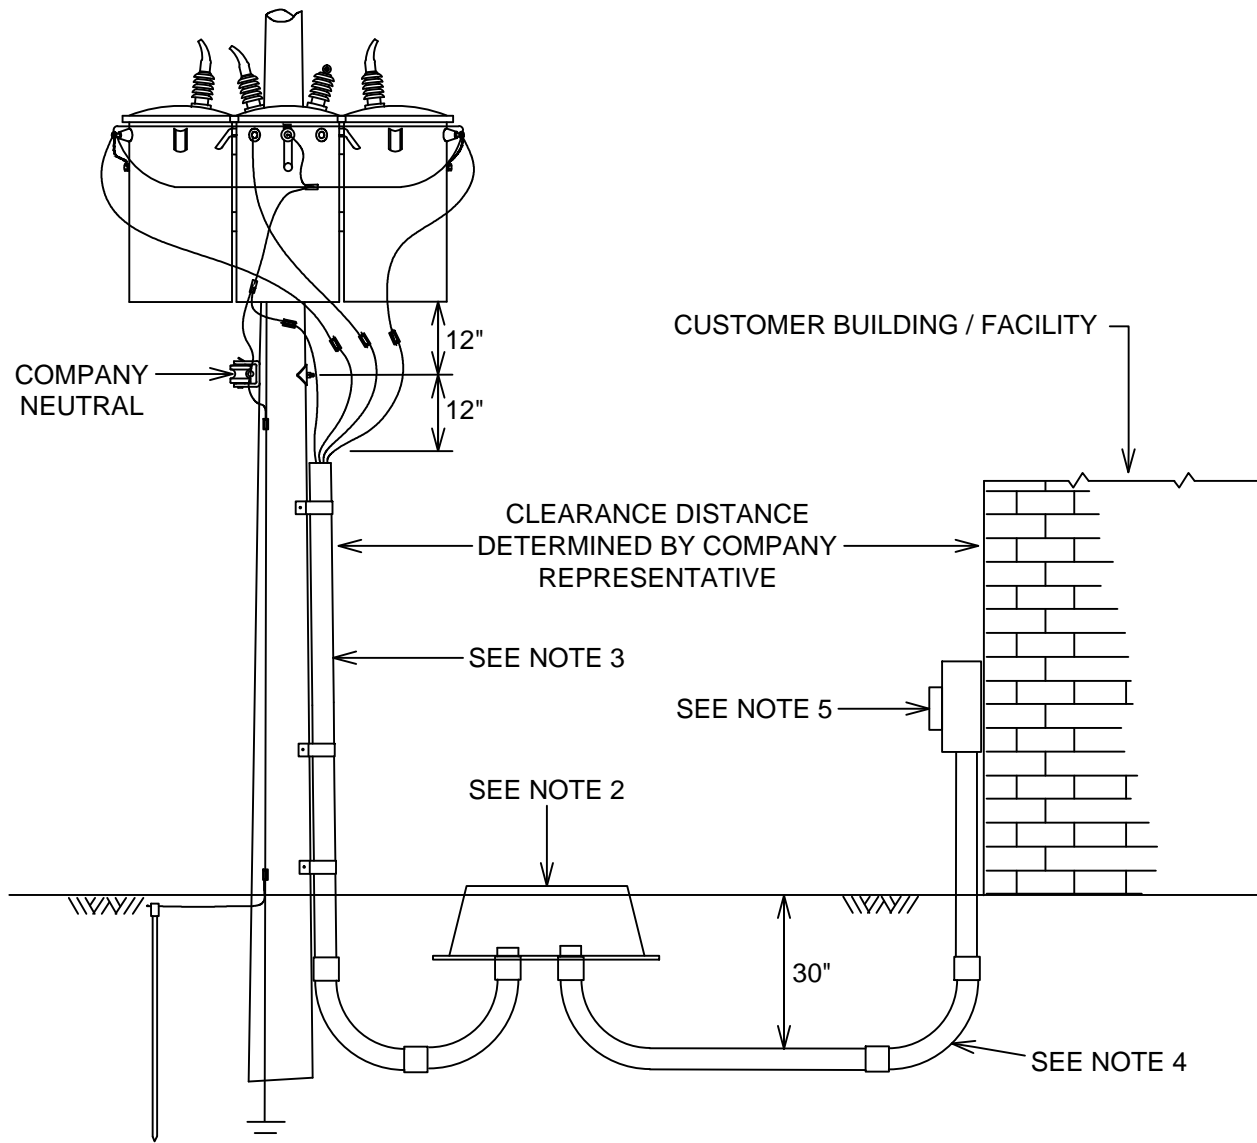 12"
CUSTOMER BUILDING / FACILITY
COMPANY
NEUTRAL
12"
CLEARANCE DISTANCE
DETERMINED BY COMPANY
REPRESENTATIVE
SEE NOTE 3
SEE NOTE 5
SEE NOTE 2
30"
SEE NOTE 4